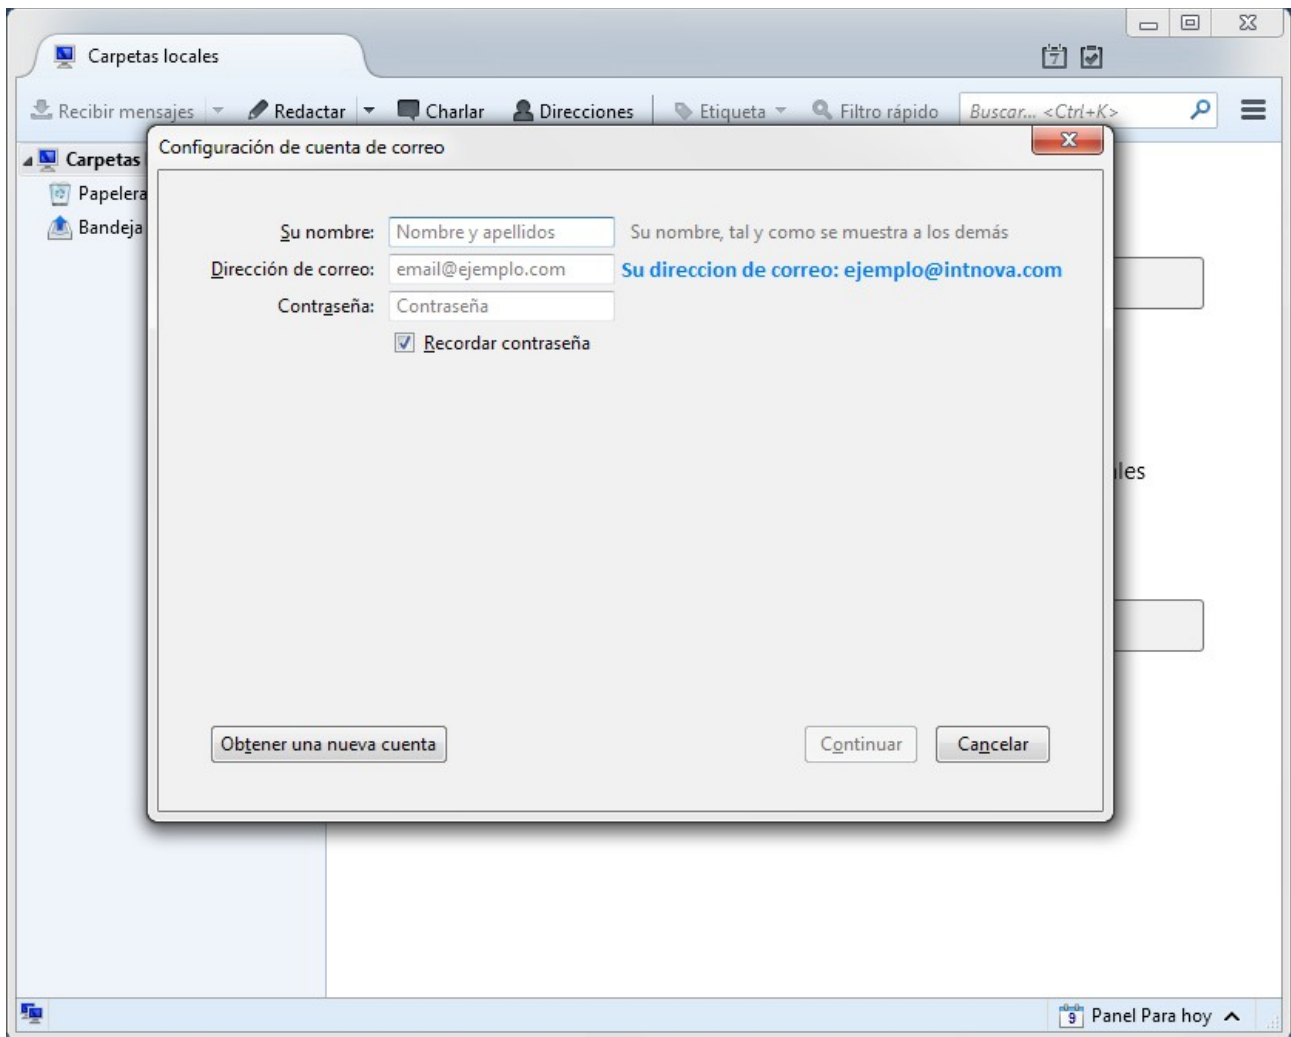 Carpetas locales
7
Recibir mensajes Redactar Charlar Direcciones Etiqueta Filtro rápido Buscar... <Ctrl+K>
Carpetas
Configuración de cuenta de correo
Papelera
Bandeja
Su nombre: Nombre y apellidos Su nombre, tal y como se muestra a los demás
Dirección de correo: email@ejemplo.com Su direccion de correo: ejemplo@intnova.com
Contraseña: Contraseña
Recordar contraseña
ales
Obtener una nueva cuenta Continuar Cancelar
9 Panel Para hoy